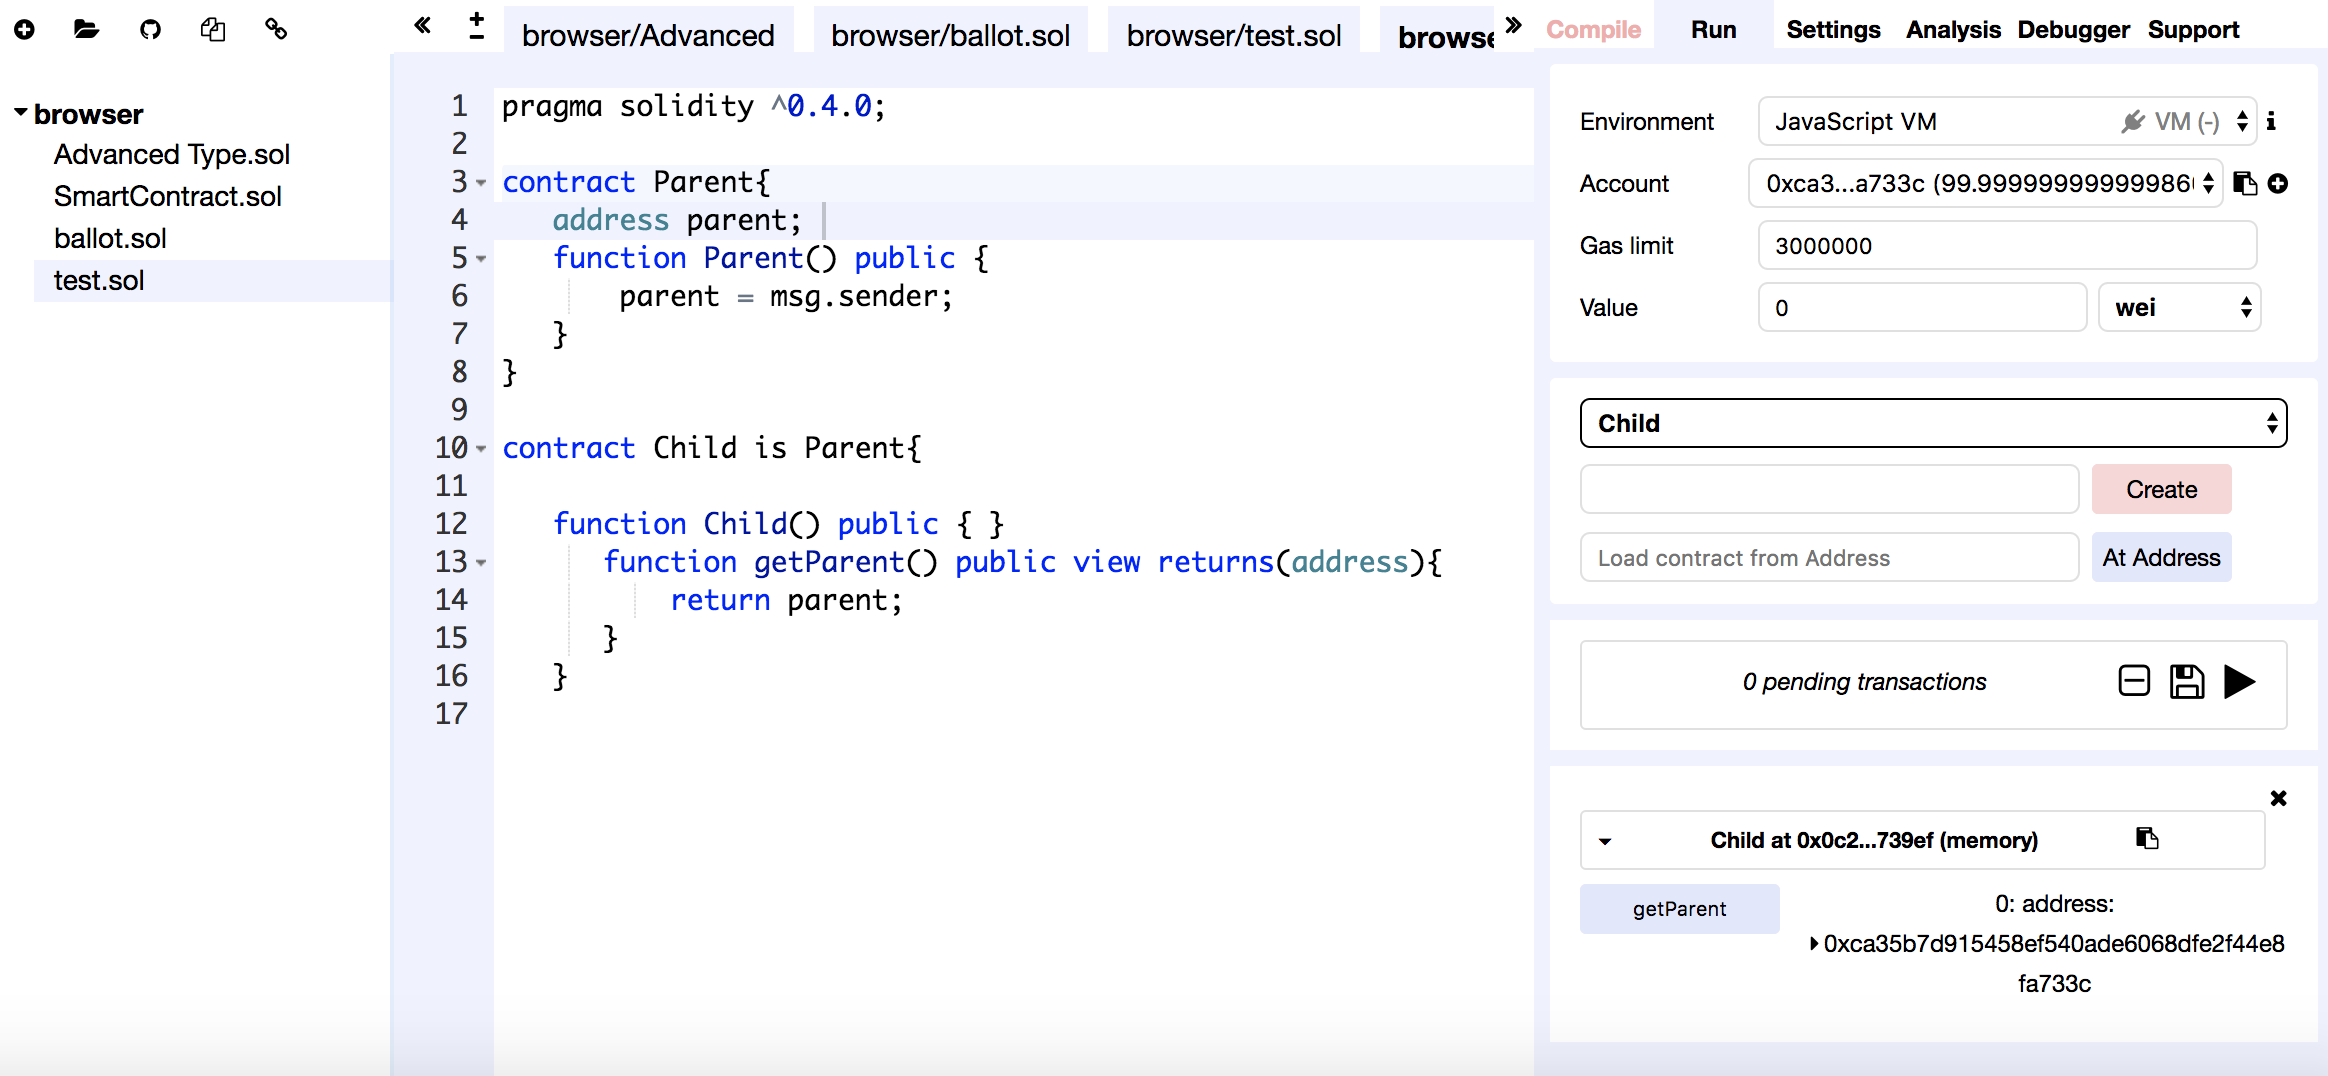 browser/Advanced browser/ballot.sol browser/test.sol browse
Compile Run Settings Analysis Debugger Support
browser
Advanced Type.sol
SmartContract.sol
ballot.sol
test.sol
1 pragma solidity ^0.4.0;
2
3 contract Parent{
4 address parent;
5 function Parent() public {
6 parent = msg.sender;
7 }
8 }
9
10 contract Child is Parent{
11
12 function Child() public { }
13 function getParent() public view returns(address){
14 return parent;
15 }
16 }
17
Environment JavaScript VM VM (-)
Account 0xca3...a733c (99.9999999999986
Gas limit 3000000
Value 0 wei
Child
Create
Load contract from Address At Address
0 pending transactions
Child at 0x0c2...739ef (memory)
getParent 0: address:
0xca35b7d915458ef540ade6068dfe2f44e8
fa733c